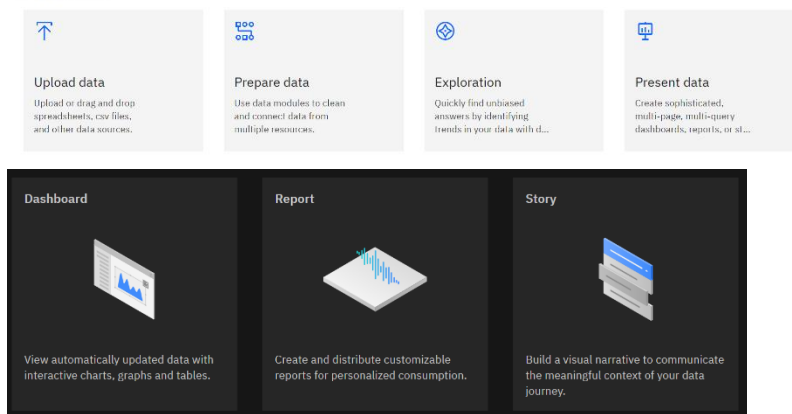 Upload data
Upload or drag and drop
spreadsheets, csv files,
and other data sources.
Prepare data
Use data modules to clean
and connect data from
multiple resources.
Exploration
Quickly find unbiased
answers by identifying
trends in your data with d...
Present data
Create sophisticated,
multi-page, multi-query
dashboards, reports, or st...
Dashboard
View automatically updated data with
interactive charts, graphs and tables.
Report
Create and distribute customizable
reports for personalized consumption.
Story
Build a visual narrative to communicate
the meaningful context of your data
journey.